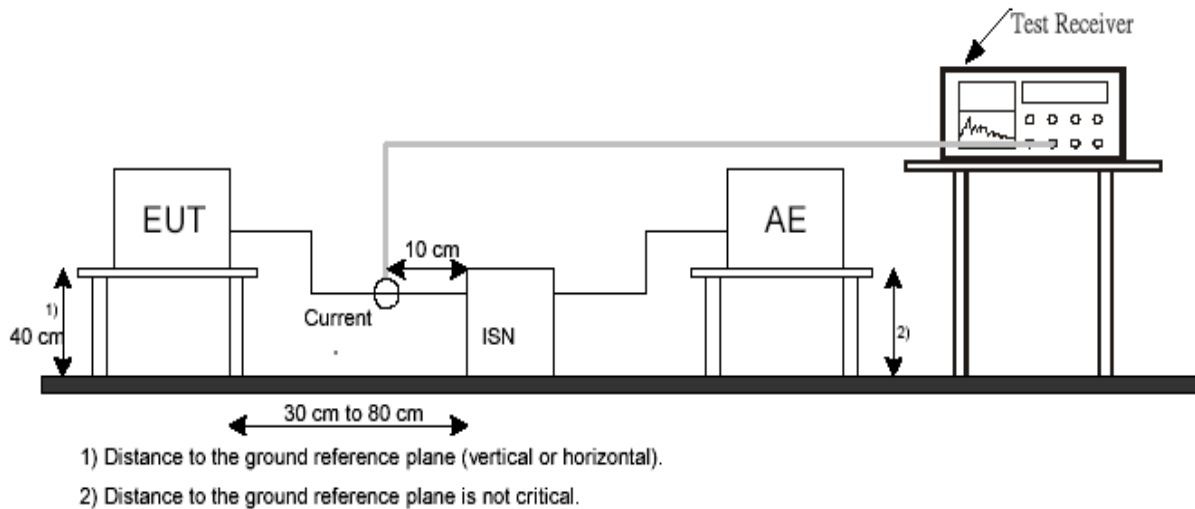 Test Receiver
EUT
AE
10 cm
1)
40 cm
Current
ISN
2)
30 cm to 80 cm
1) Distance to the ground reference plane (vertical or horizontal).
2) Distance to the ground reference plane is not critical.